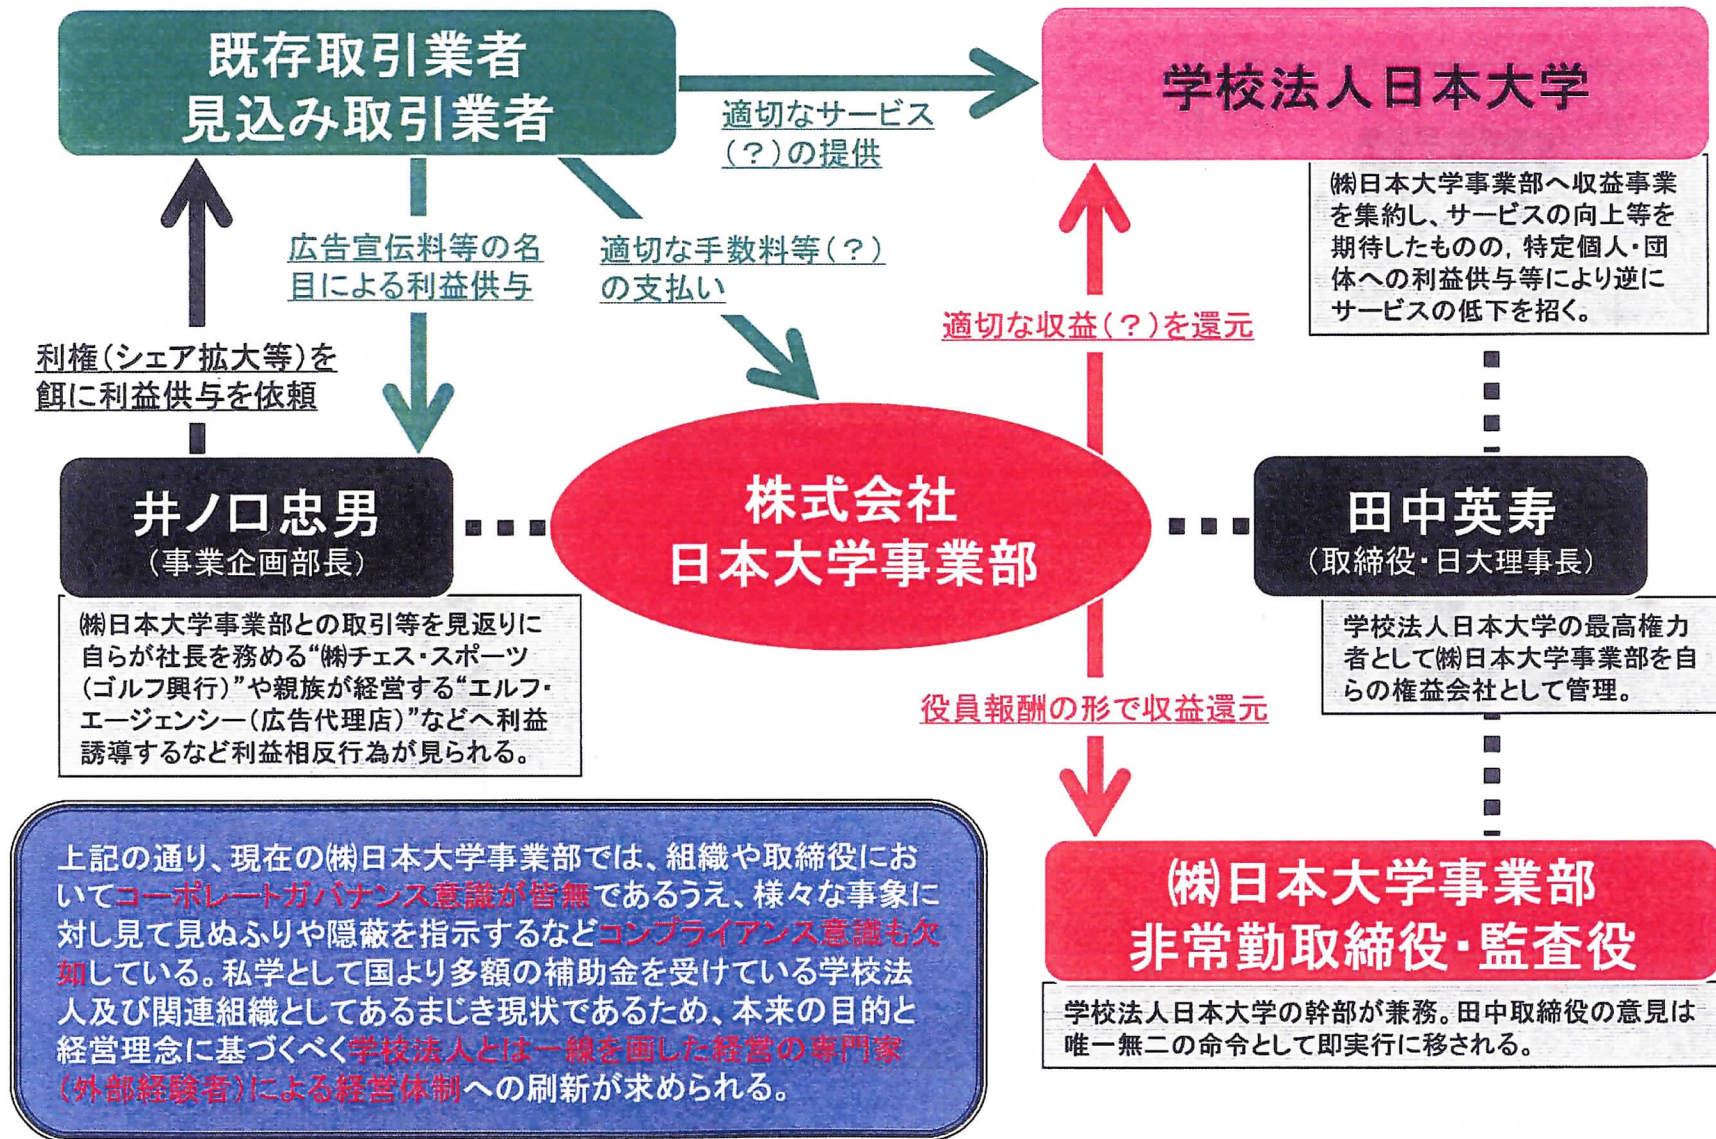 既存取引業者
見込み取引業者
適切なサービス
(?)の提供
学校法人日本大学
㈱日本大学事業部へ収益事業
を集約し、サービスの向上等を
期待したものの, 特定個人・団
体への利益供与等により逆に
サービスの低下を招く。
広告宣伝料等の名
目による利益供与
適切な手数料等(?)
の支払い
適切な収益(?)を還元
利権(シェア拡大等)を
餌に利益供与を依頼
井ノ口忠男
(事業企画部長)
株式会社
日本大学事業部
田中英寿
(取締役・日大理事長)
㈱日本大学事業部との取引等を見返りに
自らが社長を務める“㈱チェス・スポーツ
(ゴルフ興行)”や親族が経営する“エルフ・
エージェンシー(広告代理店)”などへ利益
誘導するなど利益相反行為が見られる。
学校法人日本大学の最高権力
者として㈱日本大学事業部を自
らの権益会社として管理。
役員報酬の形で収益還元
上記の通り、現在の㈱日本大学事業部では、組織や取締役にお
いてコーポレートガバナンス意識が皆無であるうえ、様々な事象に
対し見て見ぬふりや隠蔽を指示するなどコンプライアンス意識も欠
如している。私学として国より多額の補助金を受けている学校法
人及び関連組織としてあるまじき現状であるため、本来の目的と
経営理念に基づくべく学校法人とは一線を画した経営の専門家
(外部経験者)による経営体制への刷新が求められる。
㈱日本大学事業部
非常勤取締役・監査役
学校法人日本大学の幹部が兼務。田中取締役の意見は
唯一無二の命令として即実行に移される。